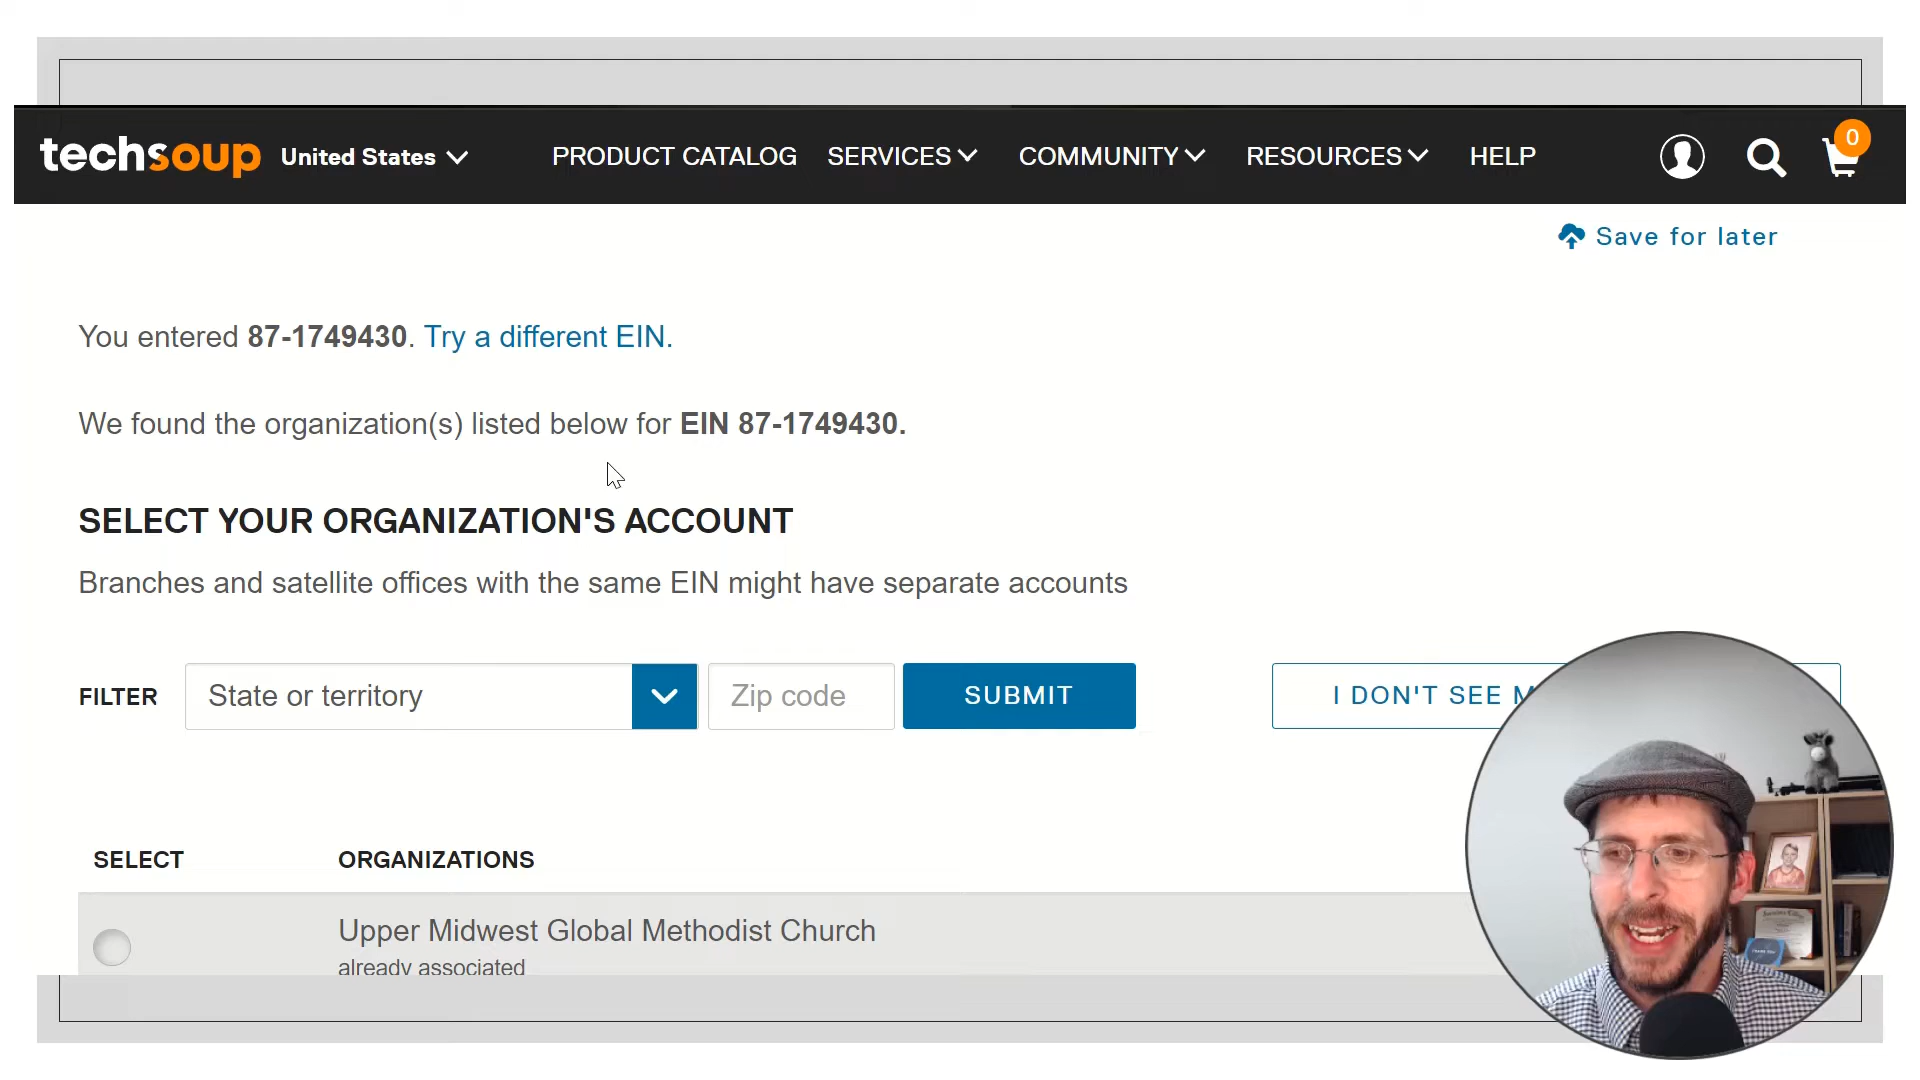 techsoup United States PRODUCT CATALOG SERVICES COMMUNITY RESOURCES HELP 0
Save for later
You entered 87-1749430. Try a different EIN.
We found the organization(s) listed below for EIN 87-1749430.
SELECT YOUR ORGANIZATION'S ACCOUNT
Branches and satellite offices with the same EIN might have separate accounts
FILTER State or territory Zip code SUBMIT I DON'T SEE M
SELECT ORGANIZATIONS
Upper Midwest Global Methodist Church
already associated